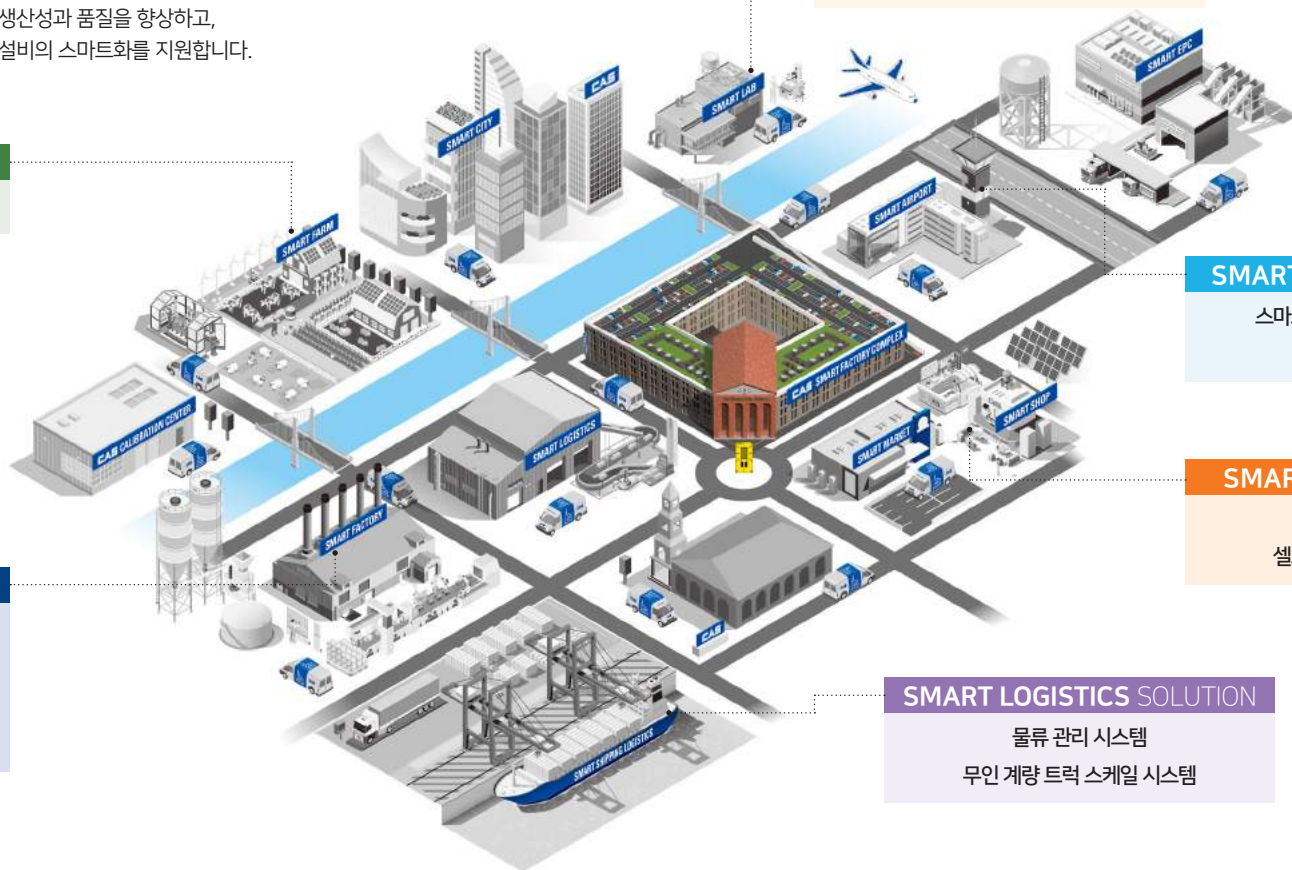 생산성과 품질을 향상하고,
설비의 스마트화를 지원합니다.
SMART EPC
CAS
SMART LAB
SMART CITY
SMART AIRPORT
SMART FARM
SMART
CAS SMART FACTORY COMPLEX
SMART SHOP
CAS CALIBRATION CENTER
SMART LOGISTICS
SMART MARKET
SMART FACTORY
CAS
SMART LOGISTICS SOLUTION
물류 관리 시스템
무인 계량 트럭 스케일 시스템
SMART SHIPPING LOGISTICS